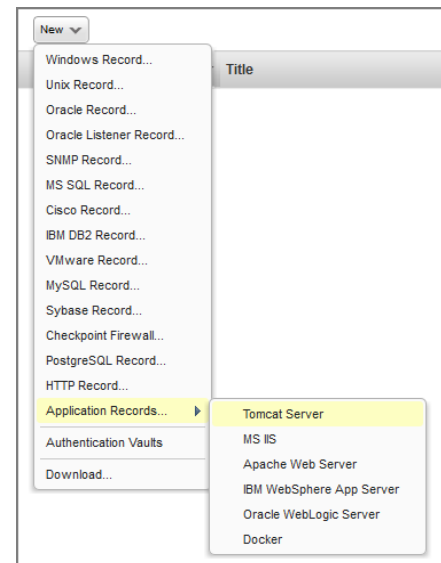 New
Title
Windows Record...
Unix Record...
Oracle Record...
Oracle Listener Record...
SNMP Record...
MS SQL Record...
Cisco Record...
IBM DB2 Record...
VMware Record...
MySQL Record...
Sybase Record...
Checkpoint Firewall...
PostgreSQL Record...
HTTP Record...
Application Records...
Tomcat Server
MS IIS
Apache Web Server
IBM WebSphere App Server
Oracle WebLogic Server
Docker
Authentication Vaults
Download...